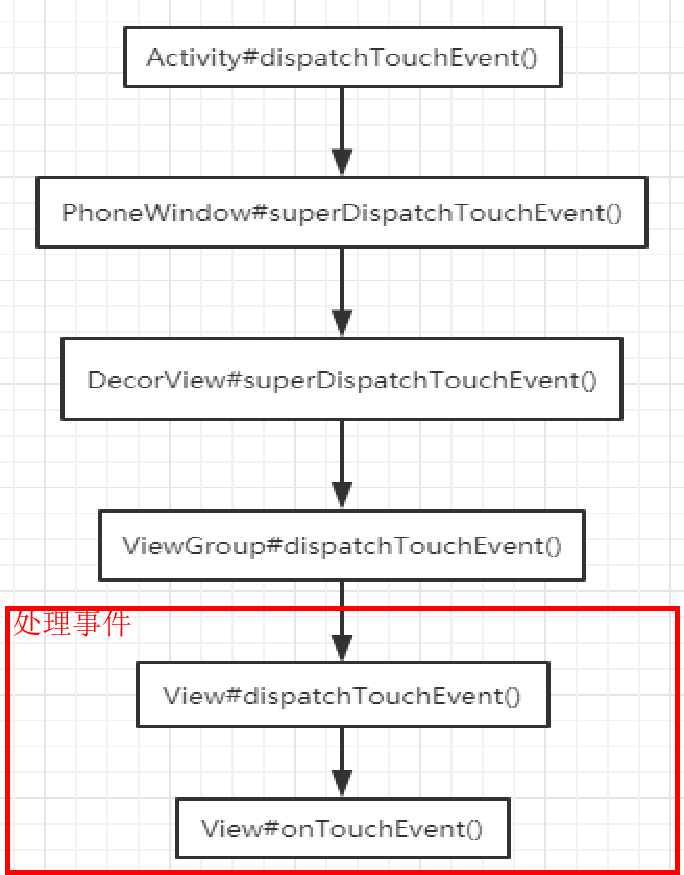 Activity#dispatchTouchEvent()
PhoneWindow#superDispatchTouchEvent()
DecorView#superDispatchTouchEvent()
ViewGroup#dispatchTouchEvent()
处理事件
View#dispatchTouchEvent()
View#onTouchEvent()